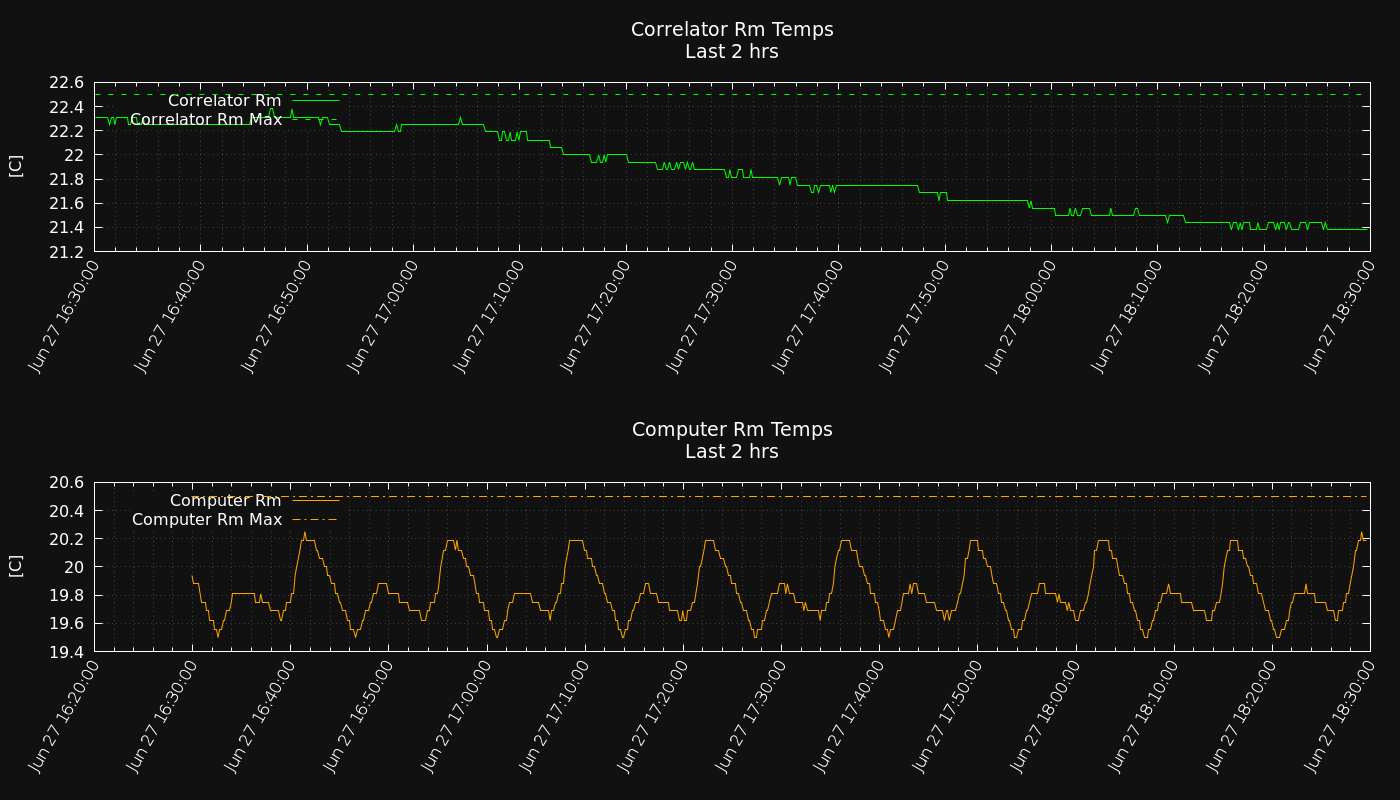 Correlator Rm Temps
Last 2 hrs
22.6
22.4
22.2
22
21.8
21.6
21.4
21.2
[C]
Correlator Rm
Correlator Rm Max
Jun 27 16:30:00
Jun 27 16:40:00
Jun 27 16:50:00
Jun 27 17:00:00
Jun 27 17:10:00
Jun 27 17:20:00
Jun 27 17:30:00
Jun 27 17:40:00
Jun 27 17:50:00
Jun 27 18:00:00
Jun 27 18:10:00
Jun 27 18:20:00
Jun 27 18:30:00
Computer Rm Temps
Last 2 hrs
20.6
20.4
20.2
20
19.8
19.6
19.4
[C]
Computer Rm
Computer Rm Max
Jun 27 16:20:00
Jun 27 16:30:00
Jun 27 16:40:00
Jun 27 16:50:00
Jun 27 17:00:00
Jun 27 17:10:00
Jun 27 17:20:00
Jun 27 17:30:00
Jun 27 17:40:00
Jun 27 17:50:00
Jun 27 18:00:00
Jun 27 18:10:00
Jun 27 18:20:00
Jun 27 18:30:00